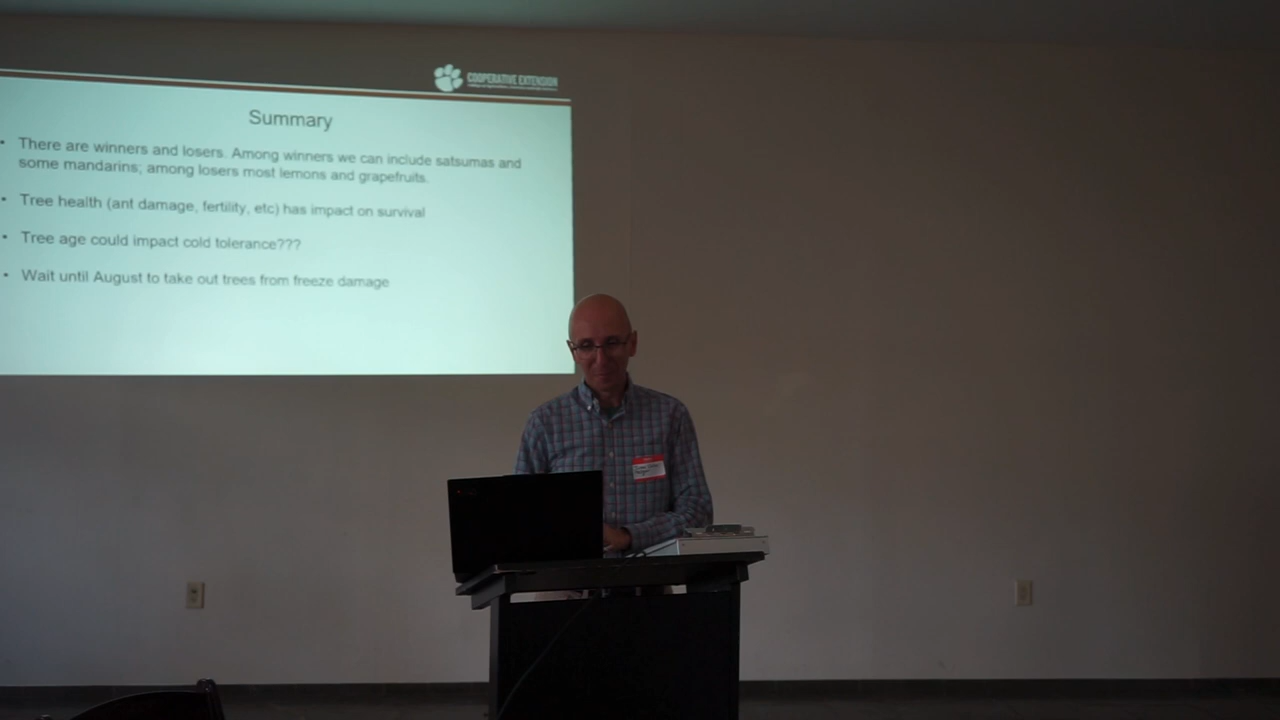 COOPERATIVE EXTENSION
Summary
• There are winners and losers. Among winners we can include satsumas and
some mandarins; among losers most lemons and grapefruits.
• Tree health (ant damage, fertility, etc) has impact on survival
• Tree age could impact cold tolerance???
• Wait until August to take out trees from freeze damage